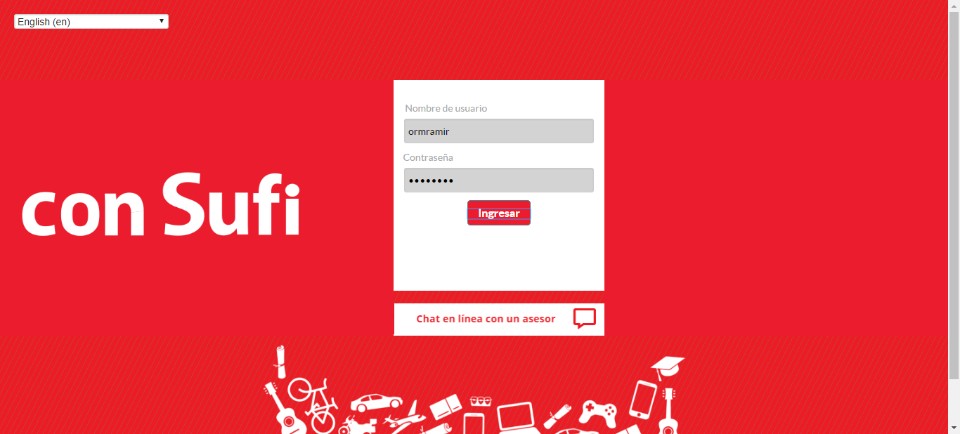 English (en)
Nombre de usuario
ormramir
Contraseña
con Sufi
Ingresar
Chat en línea con un asesor